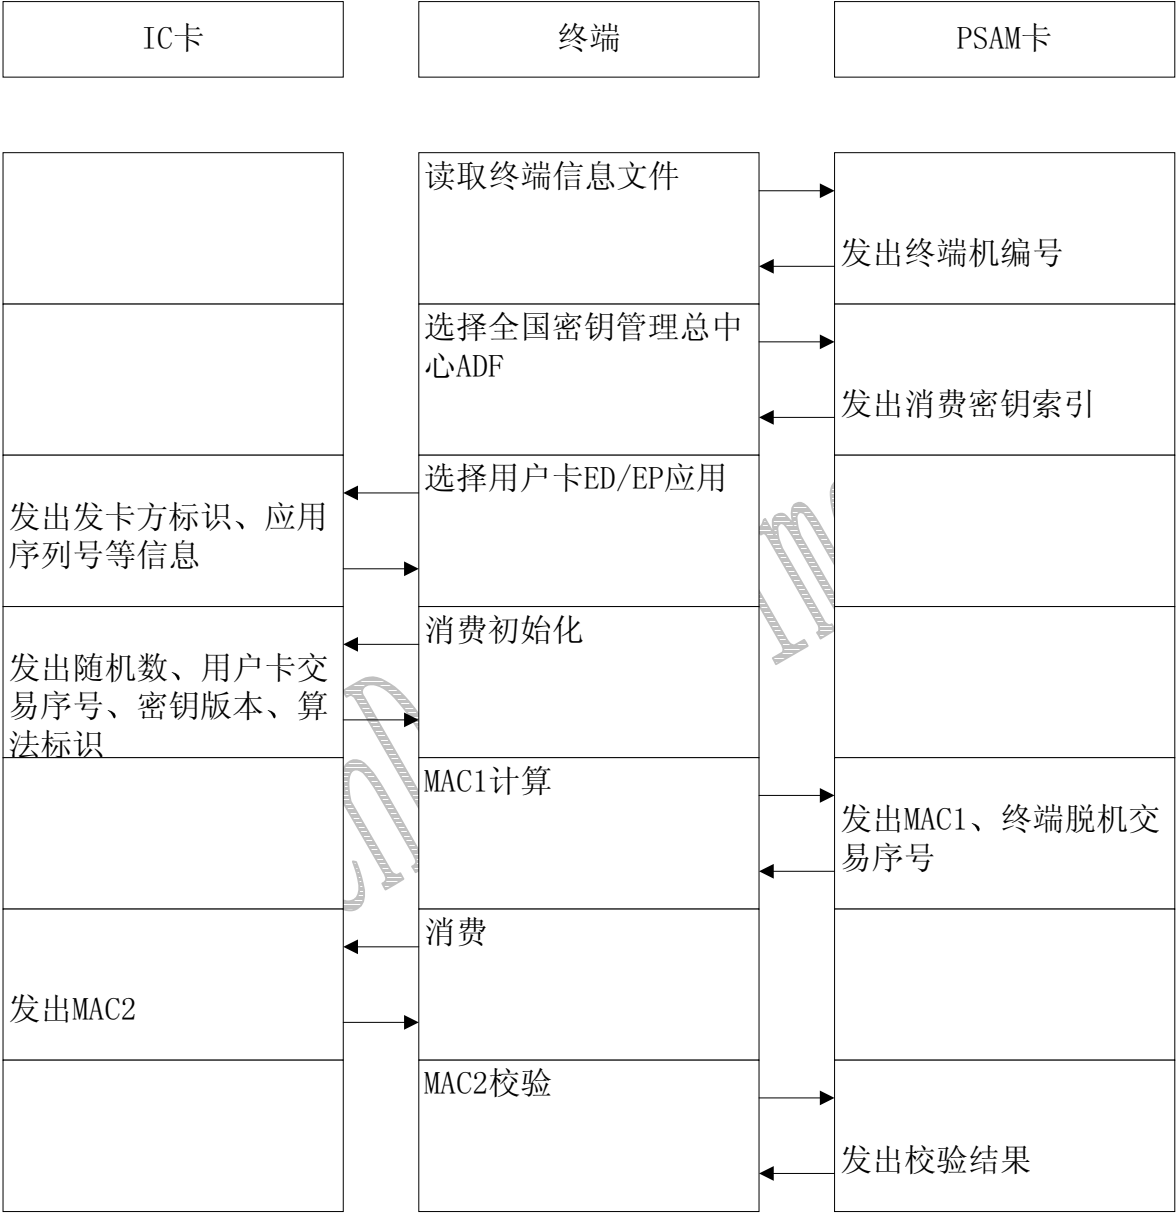 IC卡
终端
PSAM卡
读取终端信息文件
发出终端机编号
选择全国密钥管理总中
心ADF
发出消费密钥索引
选择用户卡ED/EP应用
发出发卡方标识、应用
序列号等信息
消费初始化
发出随机数、用户卡交
易序号、密钥版本、算
法标识
MAC1计算
发出MAC1、终端脱机交
易序号
消费
发出MAC2
MAC2校验
发出校验结果